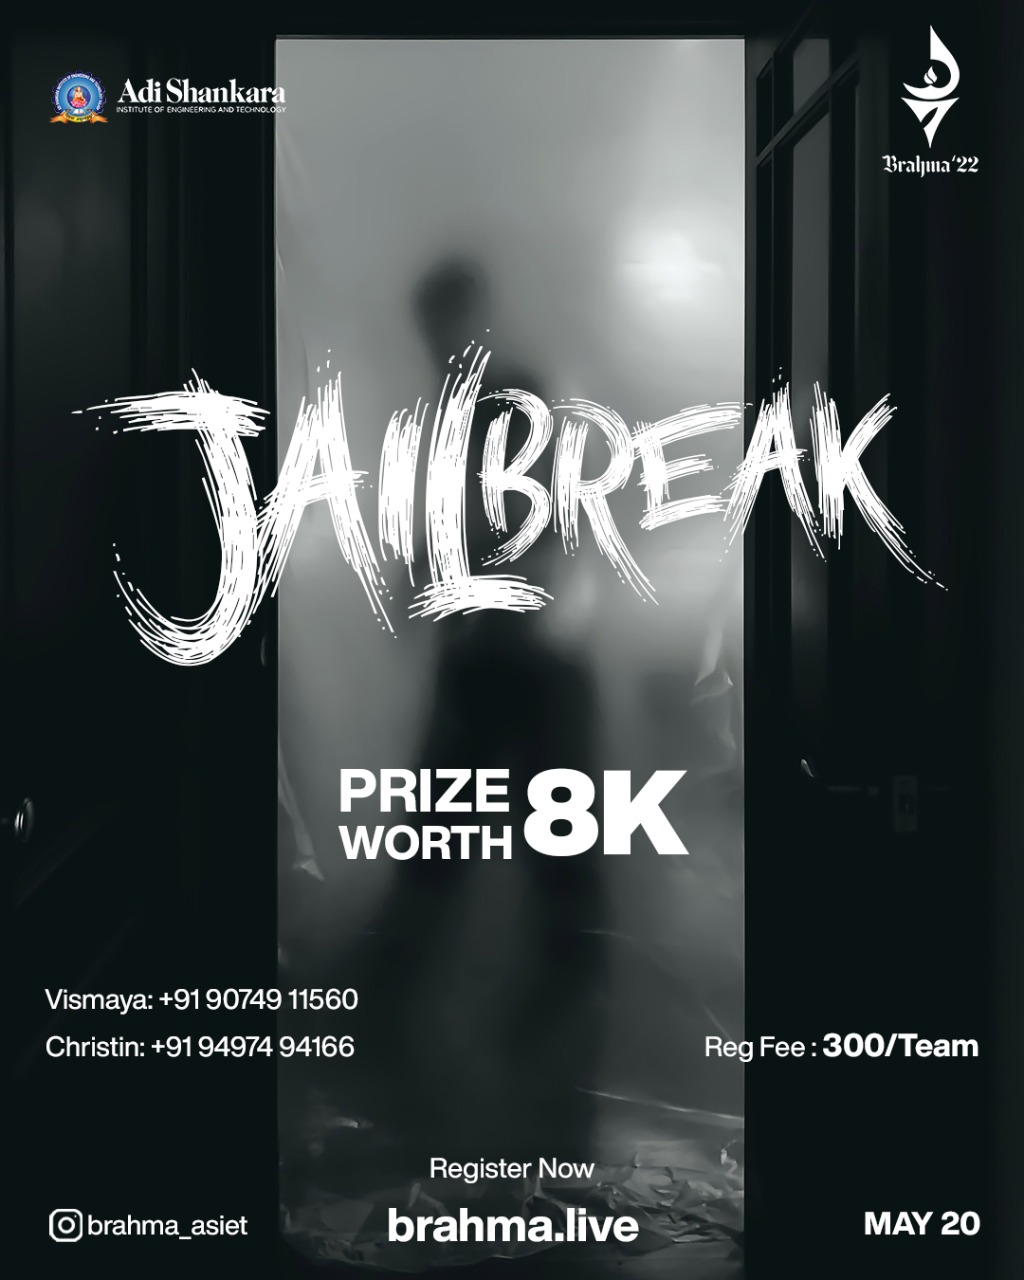 Adi Shankara
INSTITUTE OF ENGINEERING AND TECHNOLOGY
Brahma'22
JAILBREAK
PRIZE
WORTH 8K
Vismaya: +91 90749 11560
Christin: +91 94974 94166
Reg Fee : 300/Team
Register Now
brahma_asiet
brahma.live
MAY 20